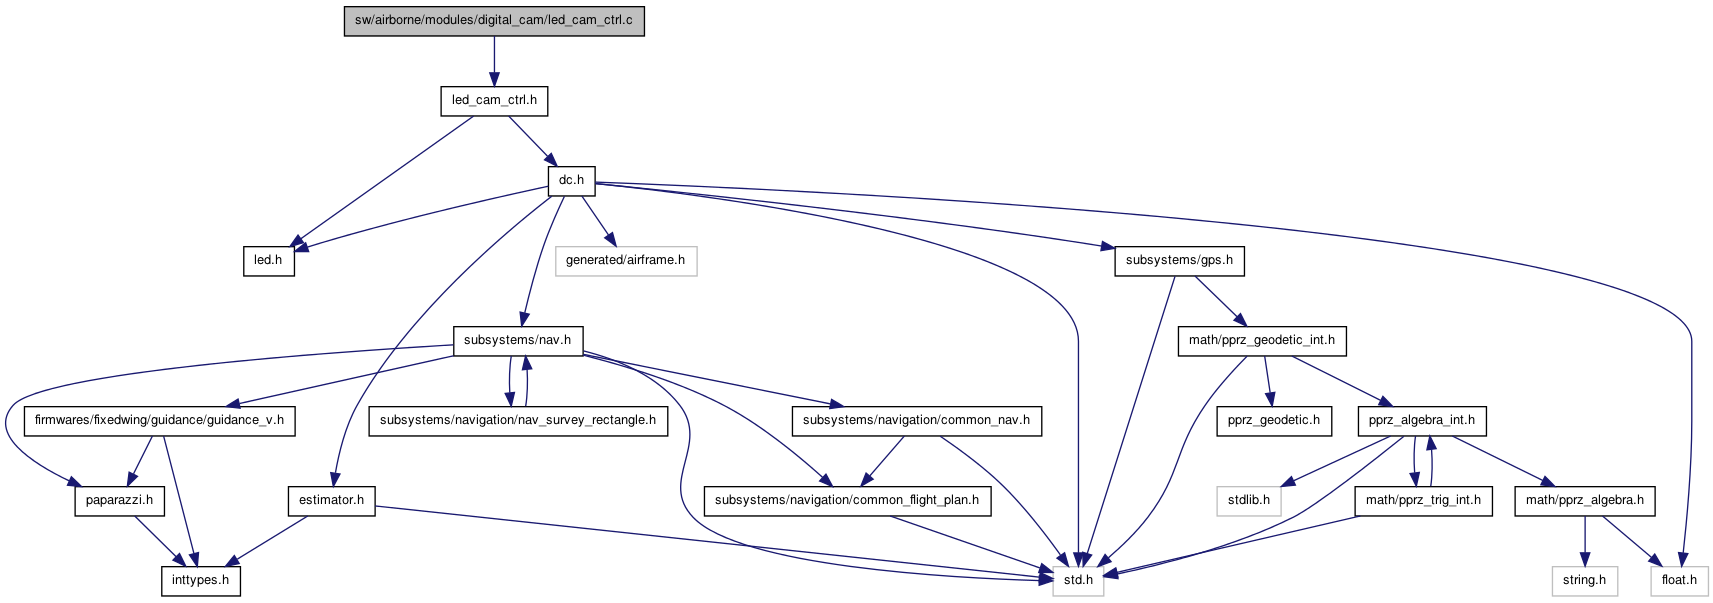 sw/airborne/modules/digital_cam/led_cam_ctrl.c
led_cam_ctrl.h
dc.h
led.h
generated/airframe.h
subsystems/gps.h
subsystems/nav.h
math/pprz_geodetic_int.h
firmwares/fixedwing/guidance/guidance_v.h
subsystems/navigation/nav_survey_rectangle.h
subsystems/navigation/common_nav.h
pprz_geodetic.h
pprz_algebra_int.h
paparazzi.h
estimator.h
subsystems/navigation/common_flight_plan.h
stdlib.h
math/pprz_trig_int.h
math/pprz_algebra.h
inttypes.h
std.h
string.h
float.h